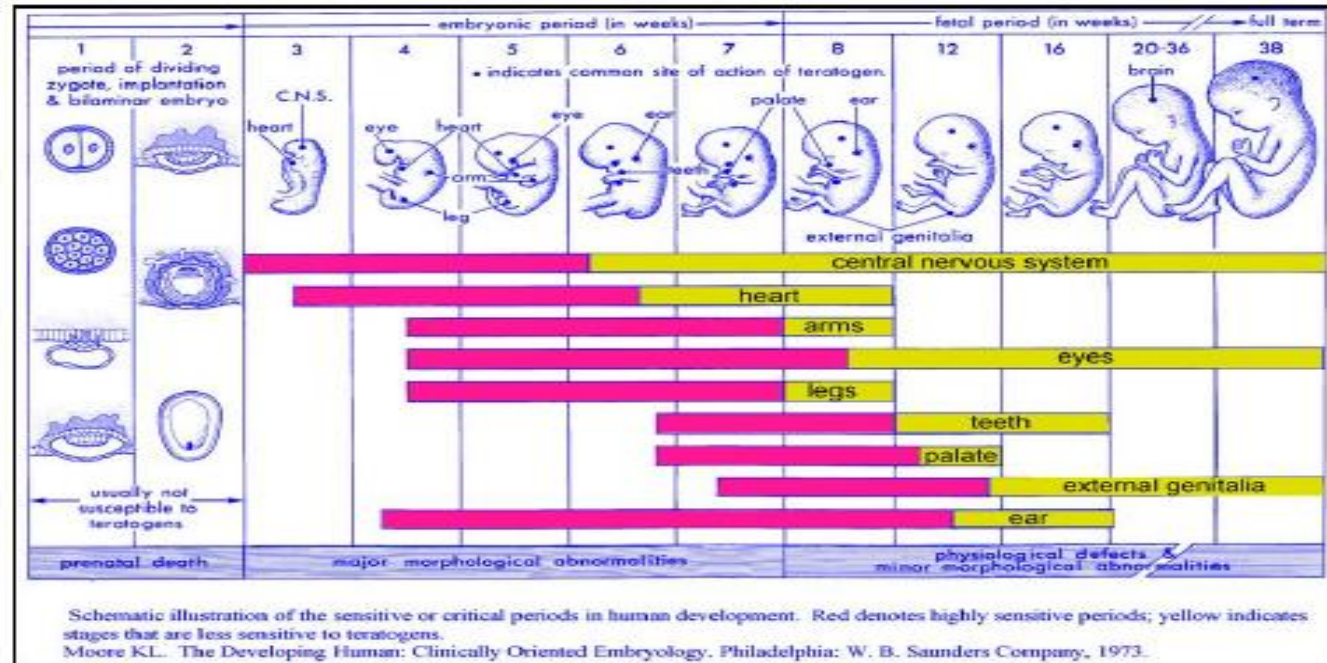 embryonic period (in weeks)
fetal period (in weeks)
full term
1 2 3 4 5 6 7 8 12 16 20-36 38
period of dividing
zygote, implantation
& bilaminar embryo
• indicates common site of action of teratogen.
C.N.S.
heart
eye
heart
eye
ear
palate
ear
brain
arm
teeth
leg
external genitalia
central nervous system
heart
arms
eyes
legs
teeth
palate
external genitalia
ear
usually not
susceptible to
teratogens
prenatal death
major morphological abnormalities
physiological defects &
minor morphological abnormalities
Schematic illustration of the sensitive or critical periods in human development. Red denotes highly sensitive periods; yellow indicates
stages that are less sensitive to teratogens.
Moore KL. The Developing Human: Clinically Oriented Embryology. Philadelphia: W. B. Saunders Company, 1973.